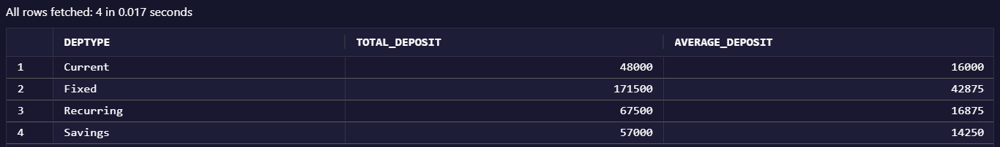 All rows fetched: 4 in 0.017 seconds
DEPTYPE TOTAL_DEPOSIT AVERAGE_DEPOSIT
1 Current 48000 16000
2 Fixed 171500 42875
3 Recurring 67500 16875
4 Savings 57000 14250